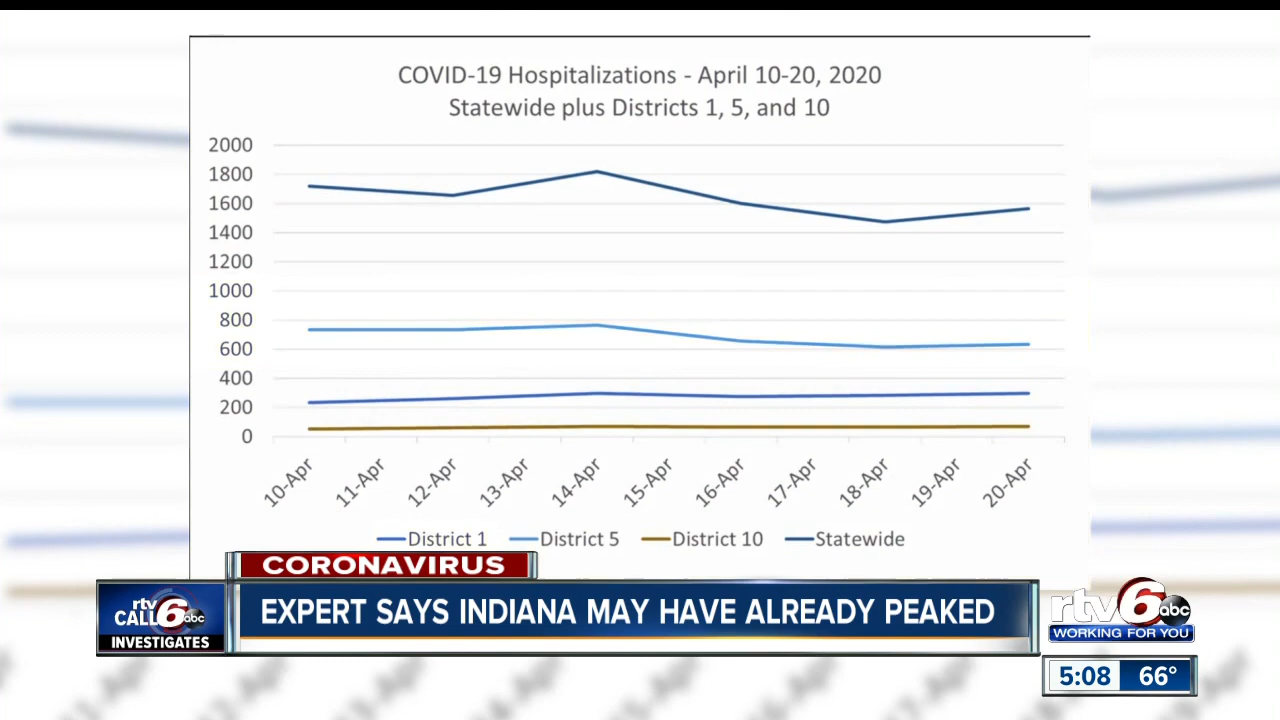 COVID-19 Hospitalizations - April 10-20, 2020
Statewide plus Districts 1, 5, and 10
2000
1800
1600
1400
1200
1000
800
600
400
200
0
10-Apr
11-Apr
12-Apr
13-Apr
14-Apr
15-Apr
16-Apr
17-Apr
18-Apr
19-Apr
20-Apr
District 1
District 5
District 10
Statewide
CORONAVIRUS
rtv6 abc
CALL 6
INVESTIGATES
EXPERT SAYS INDIANA MAY HAVE ALREADY PEAKED
rtv6 abc
WORKING FOR YOU
5:08 66°